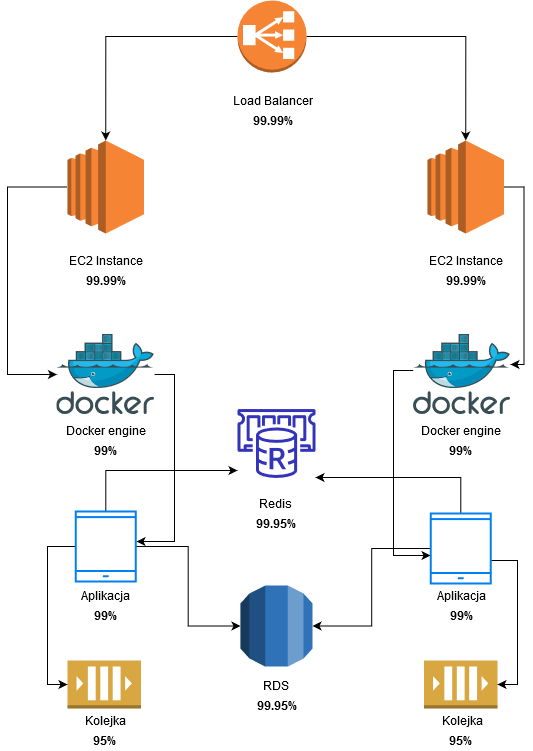 Load Balancer
99.99%
EC2 Instance
99.99%
EC2 Instance
99.99%
docker
Docker engine
99%
docker
Docker engine
99%
R
Redis
99.95%
Aplikacja
99%
Aplikacja
99%
RDS
99.95%
Kolejka
95%
Kolejka
95%